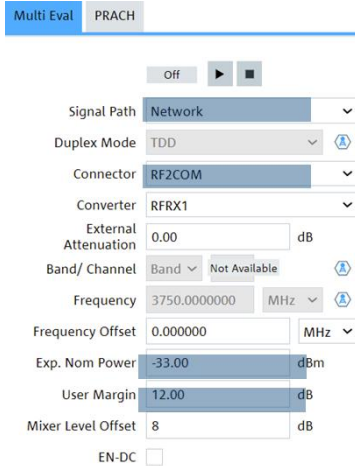 Multi Eval PRACH
Off
Signal Path Network
Duplex Mode TDD
Connector RF2COM
Converter RFRX1
External
Attenuation 0.00 dB
Band/ Channel Band Not Available
Frequency 3750.0000000 MHz
Frequency Offset 0.000000 MHz
Exp. Nom Power -33.00 dBm
User Margin 12.00 dB
Mixer Level Offset 8 dB
EN-DC